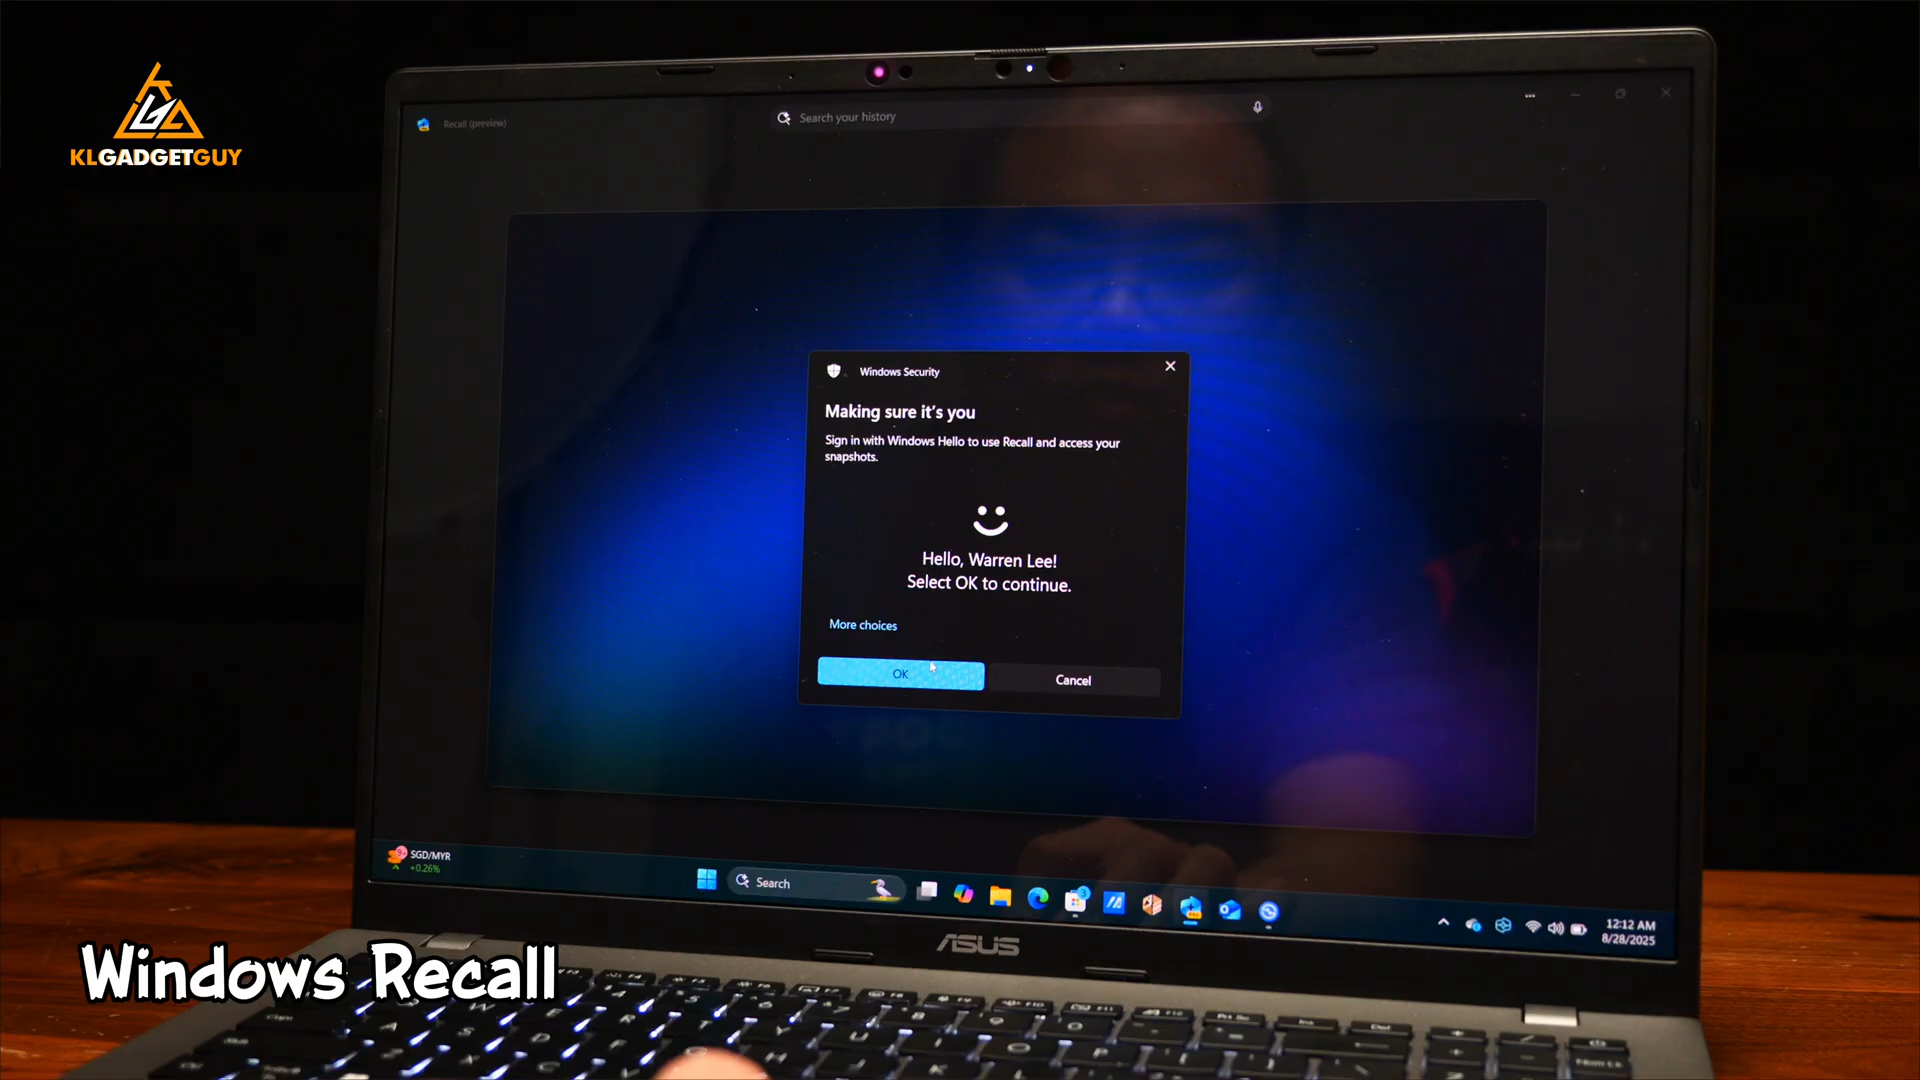 KLGADGETGUY
Recall (preview)
Search your history
Windows Security
Making sure it's you
Sign in with Windows Hello to use Recall and access your
snapshots.
Hello, Warren Lee!
Select OK to continue.
More choices
OK
Cancel
SGD/MYR
+0.26%
Search
12:12 AM
8/28/2025
ASUS
Windows Recall